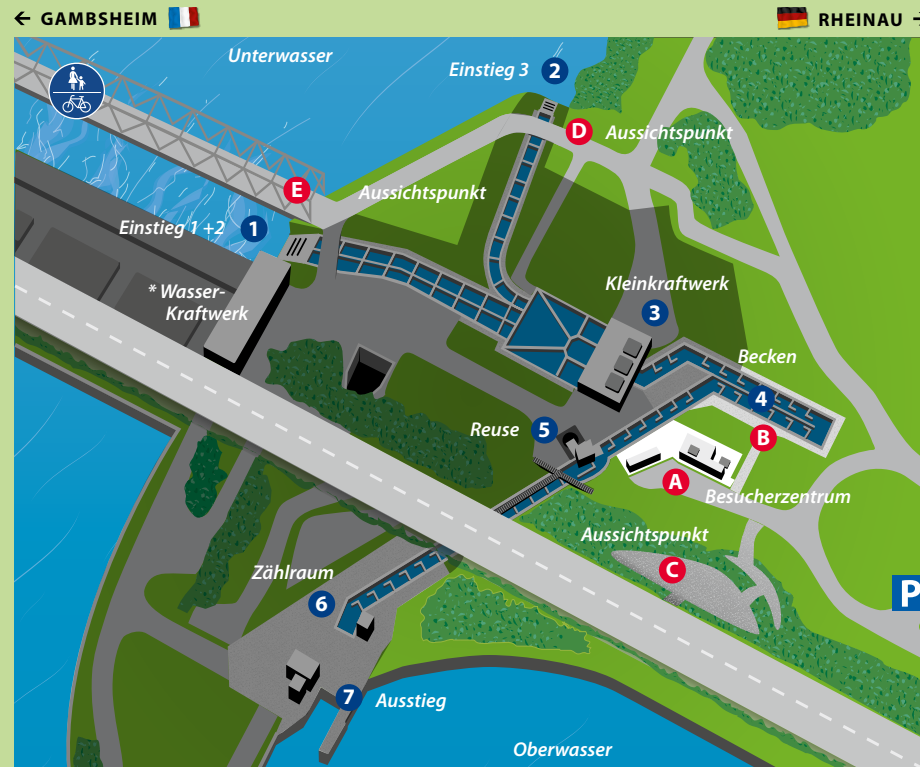 ← GAMBSHEIM
RHEINAU →
Unterwasser
Einstieg 3 2
D Aussichtspunkt
E Aussichtspunkt
Einstieg 1 +2 1
* Wasser-
Kraftwerk
Kleinkraftwerk
3
Becken
4
Reuse 5
B
A
Besucherzentrum
Aussichtspunkt
C
Zählraum
6
P
7 Ausstieg
Oberwasser